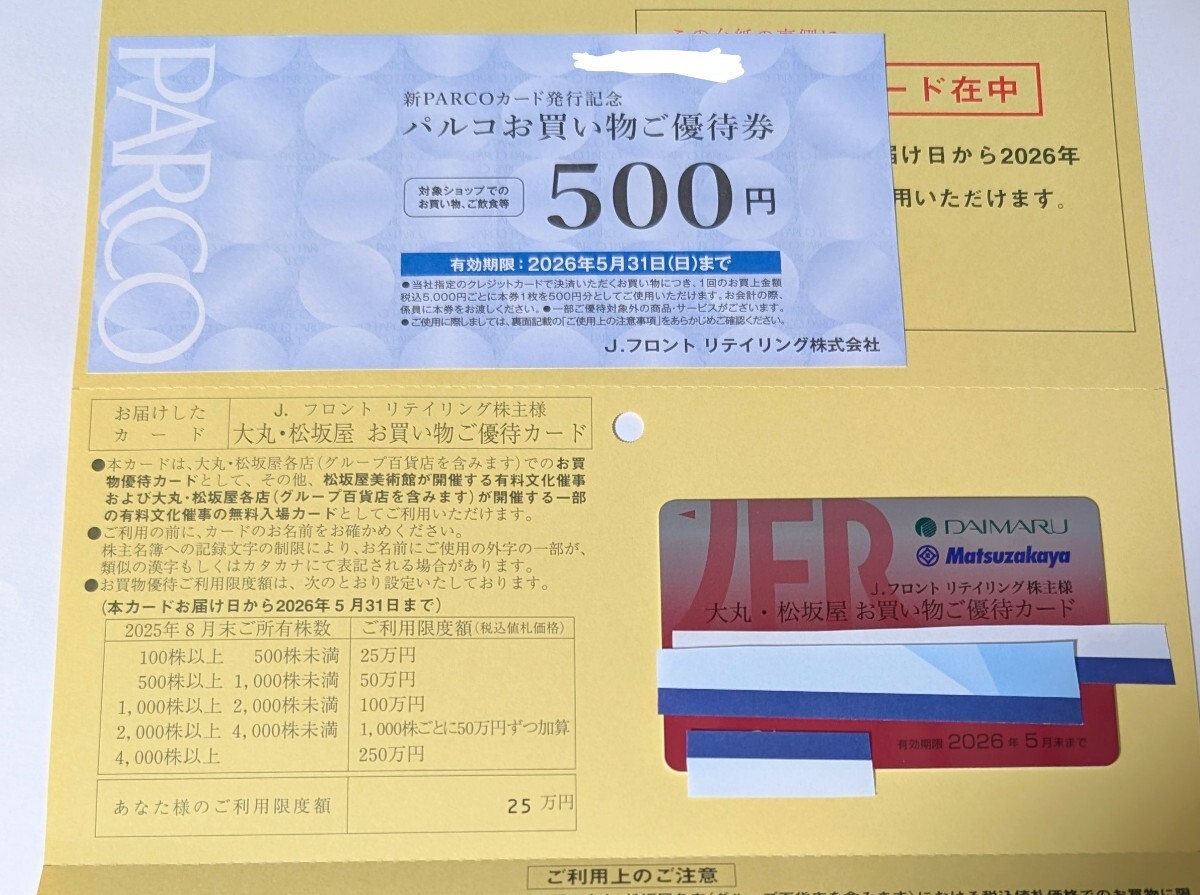 この台紙の裏側に
ード在中
届け日から2026年
用いただけます。
PARCO
新PARCOカード発行記念
パルコお買い物ご優待券
対象ショップでの
お買い物、ご飲食等
500円
有効期限：2026年5月31日(日)まで
●当社指定のクレジットカードで決済いただくお買い物につき、1回のお買上金額
税込5,000円ごとに本券1枚を500円分としてご使用いただけます。お会計の際、
係員に本券をお渡しください。●一部ご優待対象外の商品・サービスがございます。
●ご使用に際しましては、裏面記載の「ご使用上の注意事項」をあらかじめご確認ください。
J.フロント リテイリング株式会社
お届けした
カード
J. フロント リテイリング株主様
大丸・松坂屋 お買い物ご優待カード
●本カードは、大丸・松坂屋各店(グループ百貨店を含みます)でのお買
物優待カードとして、その他、松坂屋美術館が開催する有料文化催事
および大丸・松坂屋各店(グループ百貨店を含みます)が開催する一部
の有料文化催事の無料入場カードとしてご利用いただけます。
●ご利用の前に、カードのお名前をお確かめください。
株主名簿への記録文字の制限により、お名前にご使用の外字の一部が、
類似の漢字もしくはカタカナにて表記される場合があります。
●お買物優待ご利用限度額は、次のとおり設定いたしております。
(本カードお届け日から2026年5月31日まで)
2025年8月末ご所有株数 ご利用限度額(税込値札価格)
100株以上 500株未満 25万円
500株以上 1,000株未満 50万円
1,000株以上 2,000株未満 100万円
2,000株以上 4,000株未満 1,000株ごとに50万円ずつ加算
4,000株以上 250万円
あなた様のご利用限度額 25 万円
JFR
DAIMARU
Matsuzakaya
J.フロント リテイリング 株主様
大丸・松坂屋 お買い物ご優待カード
有効期限 2026年 5月末まで
ご利用上のご注意